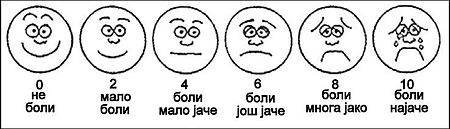 0 2 4 6 8 10
не мало боли боли боли боли
боли боли мало јаче још јаче многа јако најаче